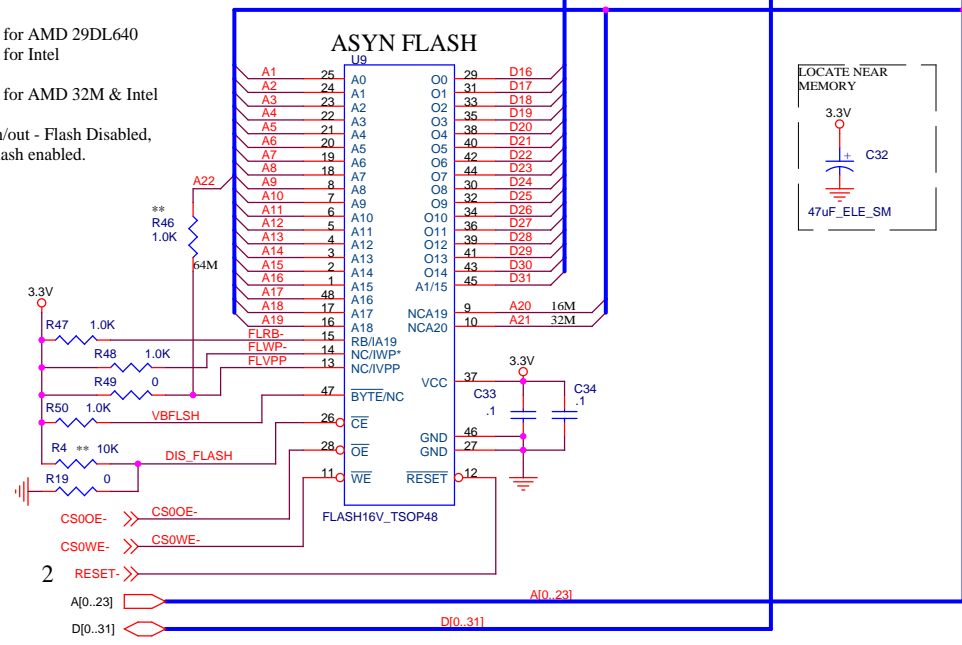 for AMD 29DL640
for Intel
for AMD 32M & Intel
/out - Flash Disabled,
ash enabled.
ASYN FLASH
U9
A1 25 A0 O0 29 D16
A2 24 A1 O1 31 D17
A3 23 A2 O2 33 D18
A4 22 A3 O3 35 D19
A5 21 A4 O4 38 D20
A6 20 A5 O5 40 D21
A7 19 A6 O6 42 D22
A8 18 A7 O7 44 D23
A9 8 A8 O8 30 D24
A10 7 A9 O9 32 D25
A11 6 A10 O10 34 D26
A12 5 A11 O11 36 D27
A13 4 A12 O12 39 D28
A14 3 A13 O13 41 D29
A15 2 A14 O14 43 D30
A16 1 A15 A1/15 45 D31
A17 48 A16
A18 17 A17 NCA19 9 A20 16M
A19 16 A18 NCA20 10 A21 32M
FLRB- 15 RB/IA19
FLWP- 14 NC/IWP*
FLVPP 13 NC/IVPP
VCC 37
47 BYTE/NC
26 CE
GND 46
28 OE GND 27
11 WE RESET 12
FLASH16V_TSOP48
A22
**
R46
1.0K
64M
3.3V
R47 1.0K
R48 1.0K
R49 0
R50 1.0K
VBFLSH
R4 ** 10K
DIS_FLASH
R19 0
3.3V
C33
.1
C34
.1
LOCATE NEAR
MEMORY
3.3V
+ C32
47uF_ELE_SM
CS0OE- CS0OE-
CS0WE- CS0WE-
2 RESET-
A[0..23] A[0..23]
D[0..31] D[0..31]